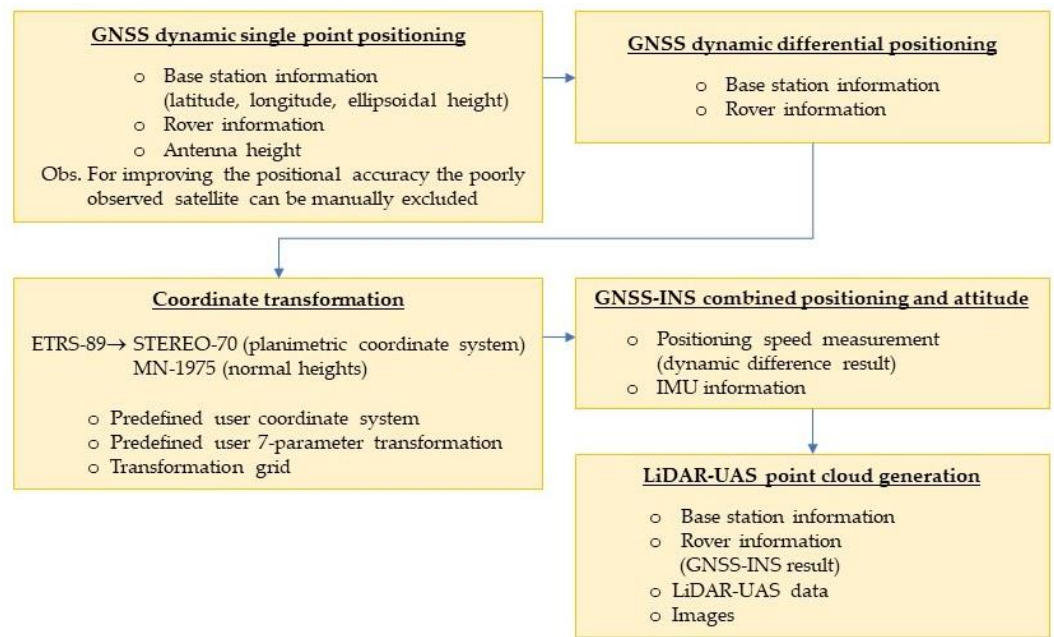 GNSS dynamic single point positioning
o Base station information
(latitude, longitude, ellipsoidal height)
o Rover information
o Antenna height
Obs. For improving the positional accuracy the poorly
observed satellite can be manually excluded
GNSS dynamic differential positioning
o Base station information
o Rover information
Coordinate transformation
ETRS-89→ STEREO-70 (planimetric coordinate system)
MN-1975 (normal heights)
o Predefined user coordinate system
o Predefined user 7-parameter transformation
o Transformation grid
GNSS-INS combined positioning and attitude
o Positioning speed measurement
(dynamic difference result)
o IMU information
LiDAR-UAS point cloud generation
o Base station information
o Rover information
(GNSS-INS result)
o LiDAR-UAS data
o Images